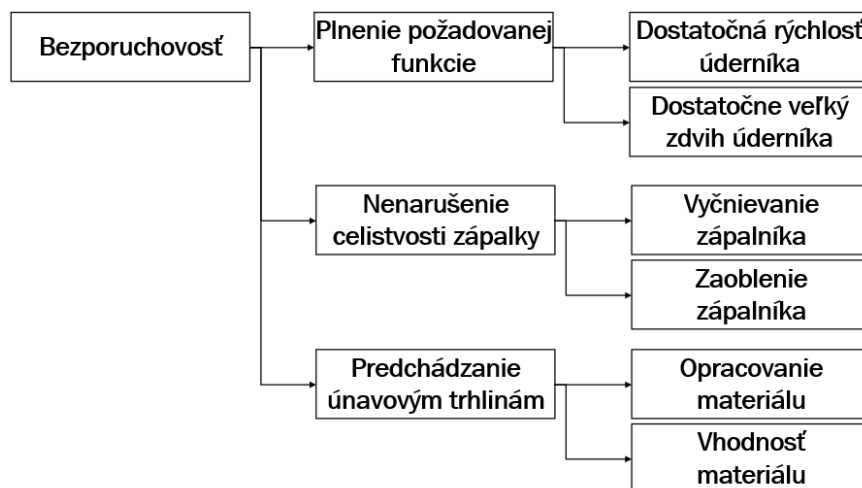 Bezporuchovosť
Plnenie požadovanej
funkcie
Dostatočná rýchlosť
úderníka
Dostatočne veľký
zdvih úderníka
Nenarušenie
celistvosti zápalky
Vyčnievanie
zápalníka
Zaoblenie
zápalníka
Predchádzanie
únavovým trhlinám
Opracovanie
materiálu
Vhodnosť
materiálu